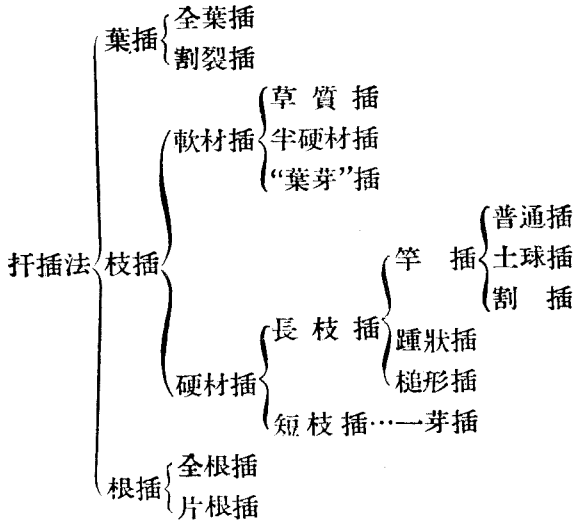 全葉插
葉插
割裂插
草質插
軟材插
半硬材插
“葉芽”插
普通插
扦插法
枝插
竿插
土球插
割插
長枝插
踵狀插
硬材插
槌形插
短枝插…一芽插
全根插
根插
片根插